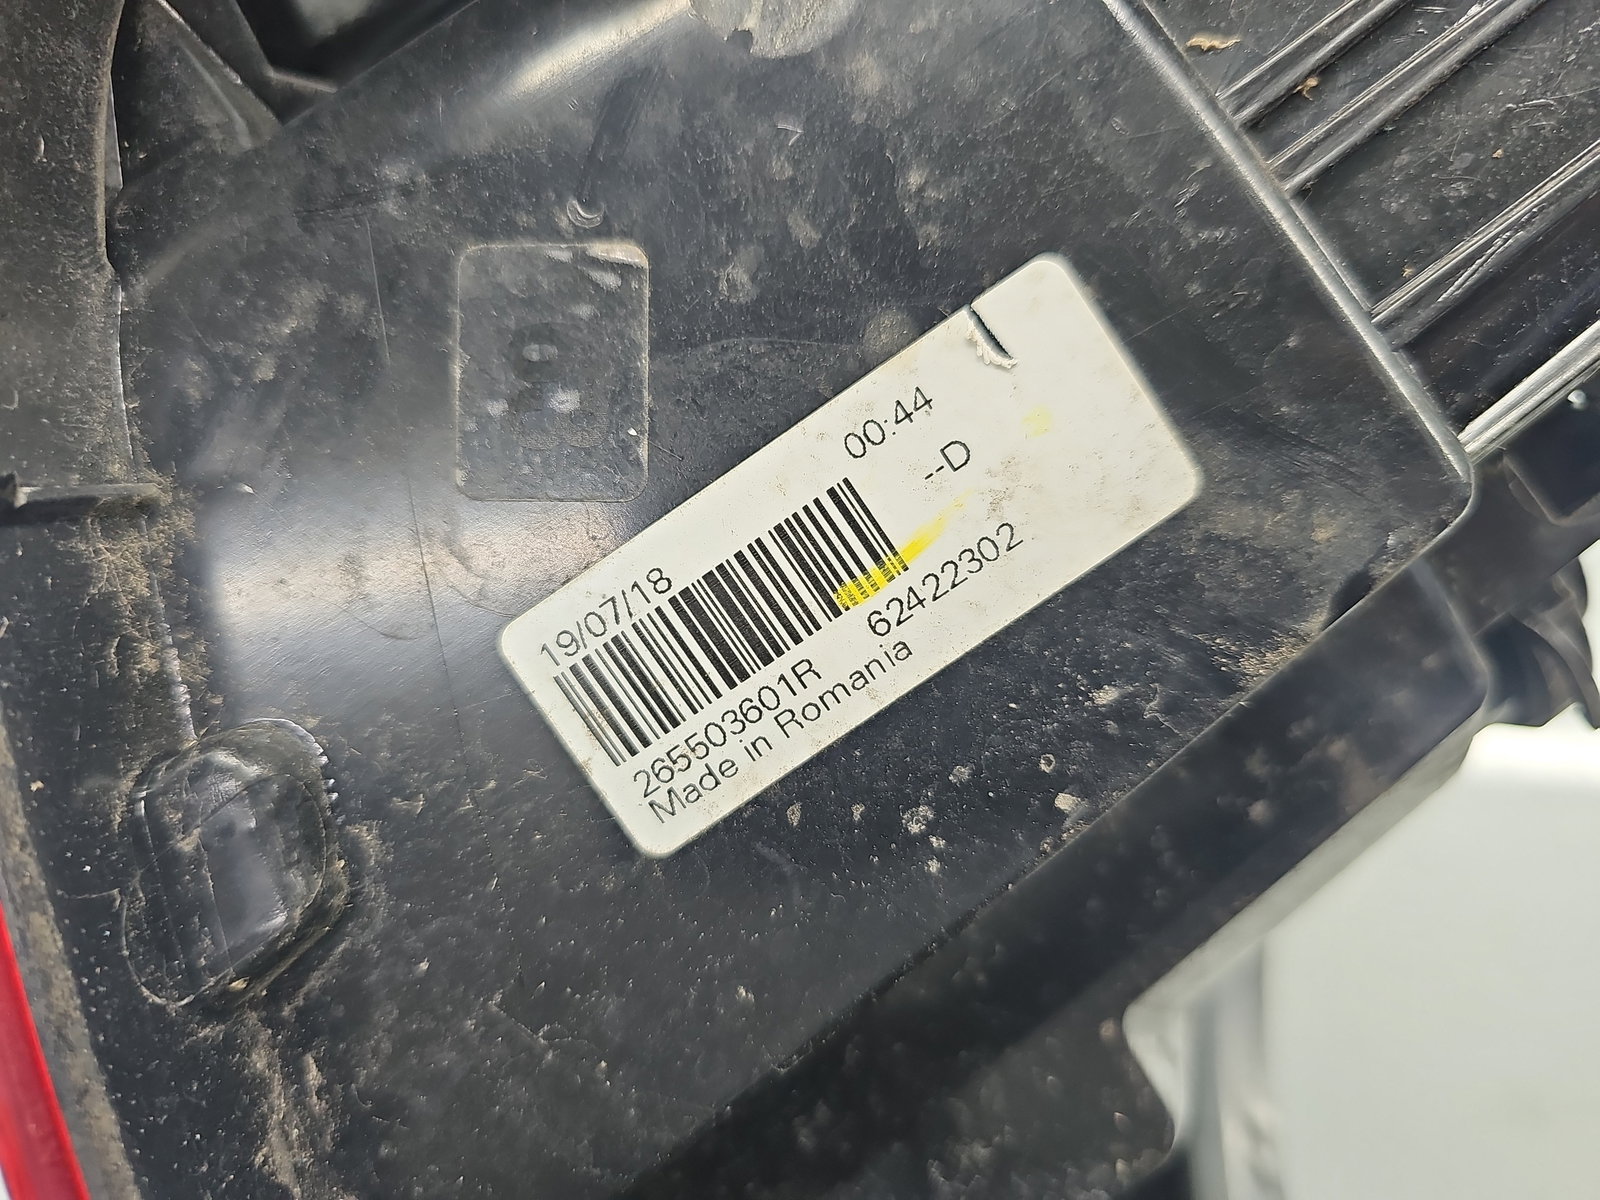 19/07/18 00:44
--D
265503601R 62422302
Made in Romania